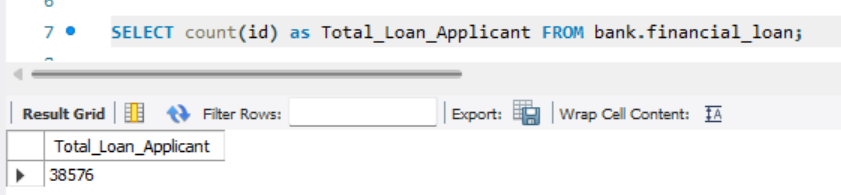 6
7 SELECT count(id) as Total_Loan_Applicant FROM bank.financial_loan;
Result Grid Filter Rows: Export: Wrap Cell Content: IA
Total_Loan_Applicant
38576